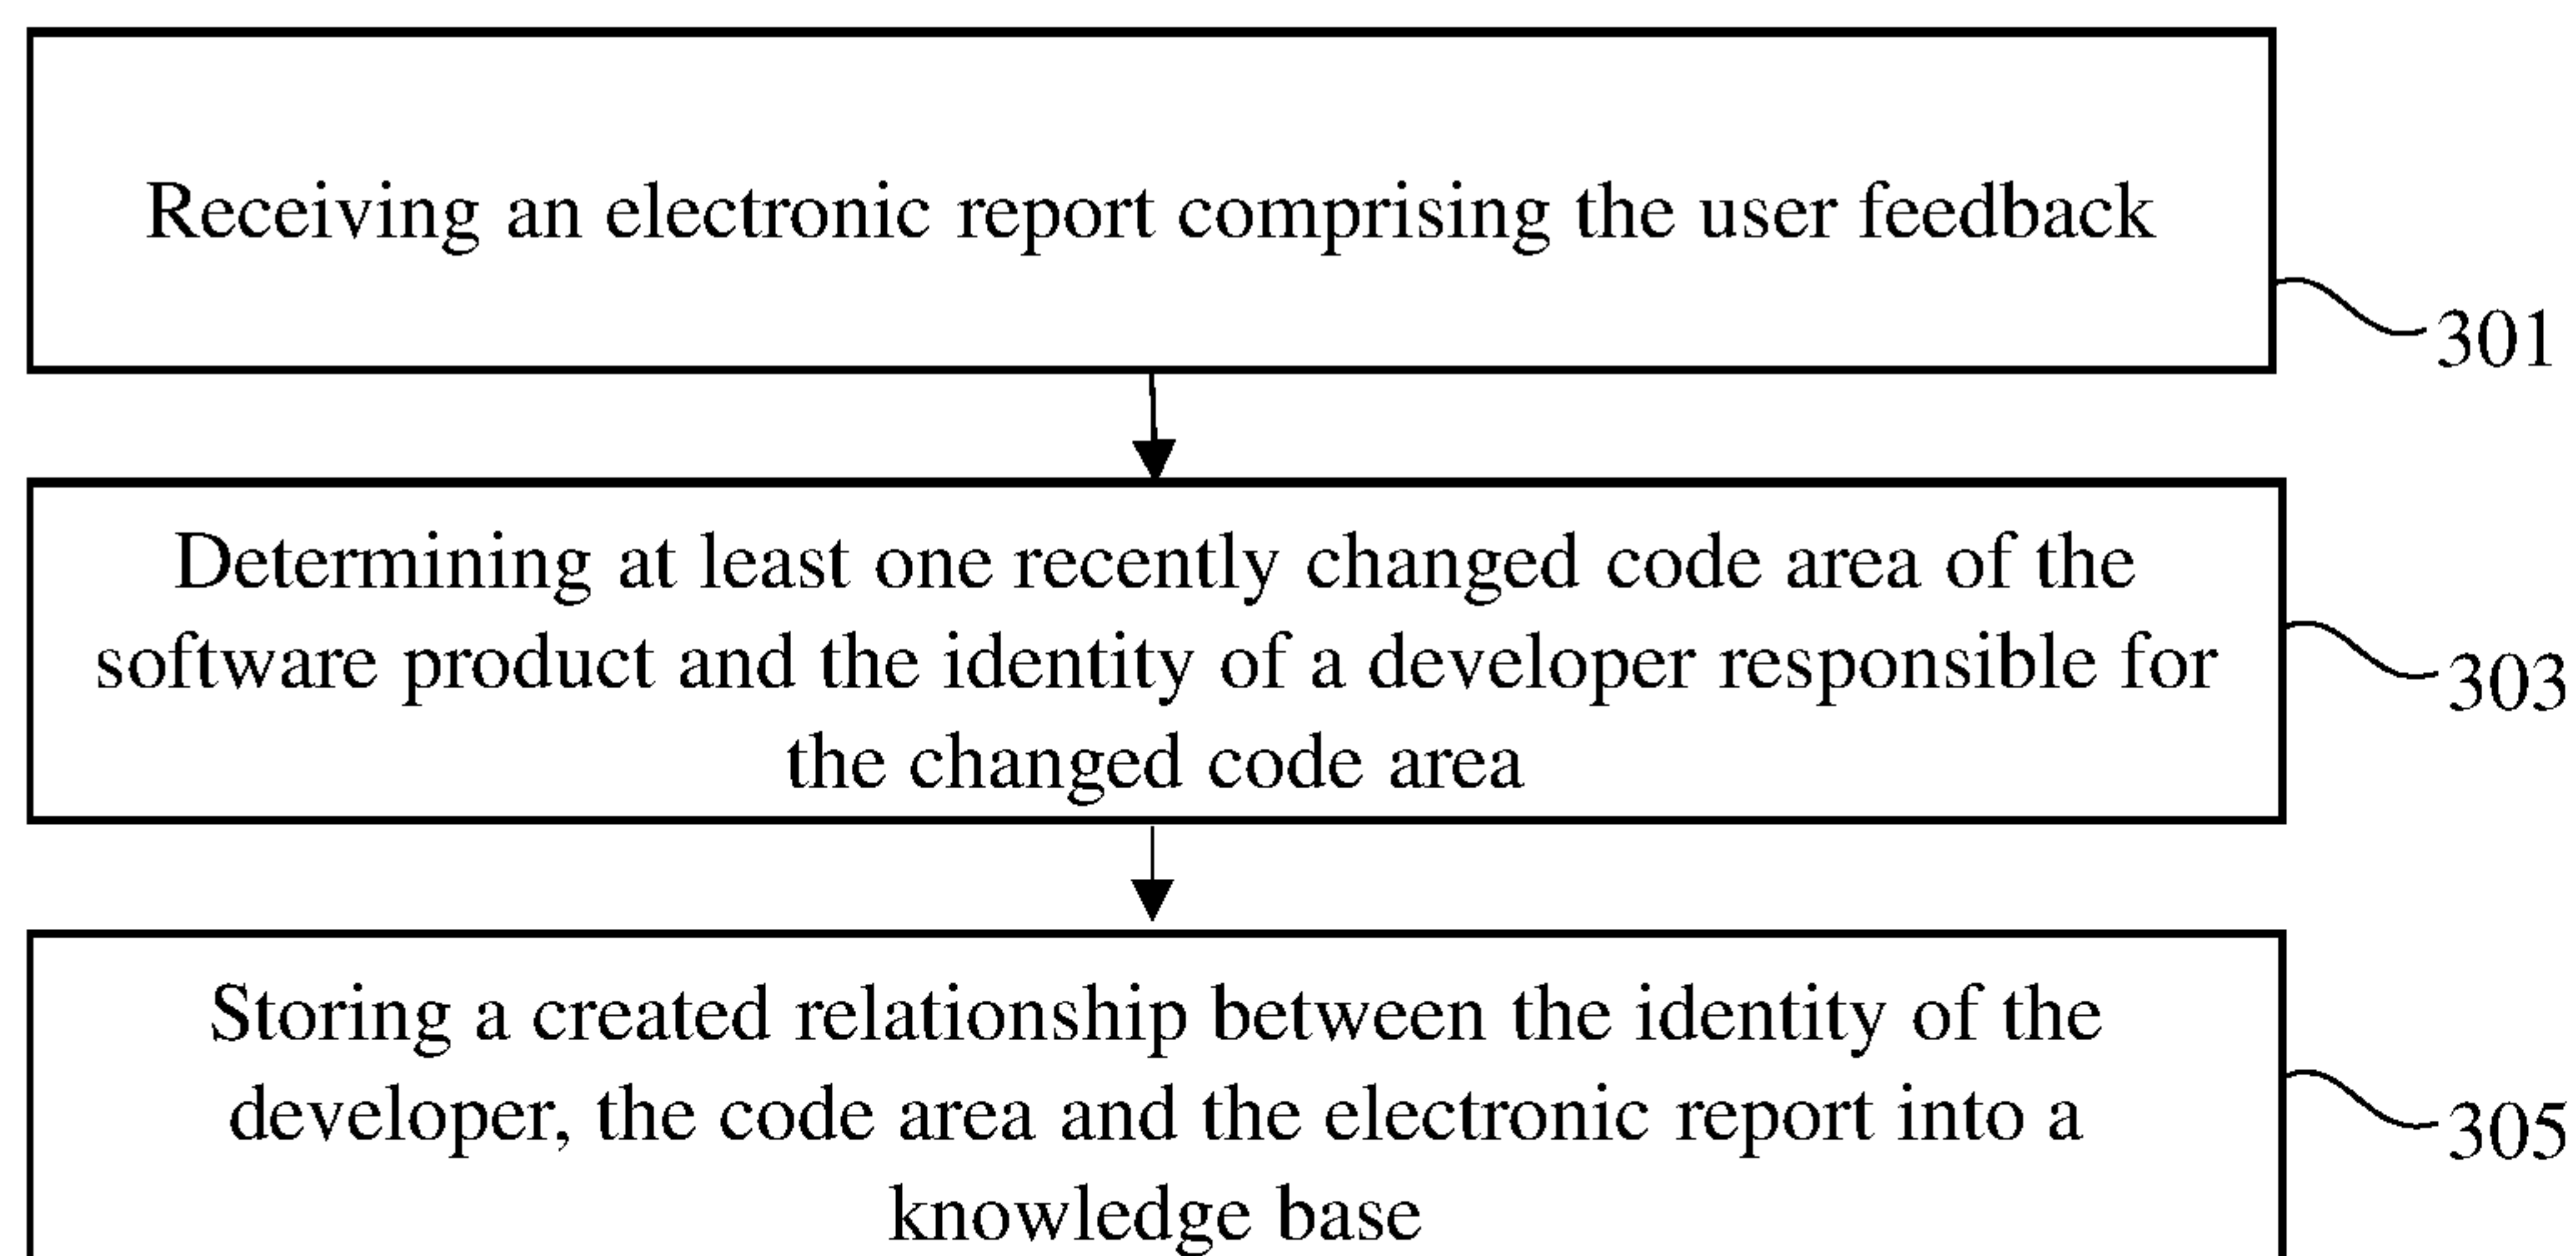 Receiving an electronic report comprising the user feedback
301
Determining at least one recently changed code area of the
software product and the identity of a developer responsible for
the changed code area
303
Storing a created relationship between the identity of the
developer, the code area and the electronic report into a
knowledge base
305